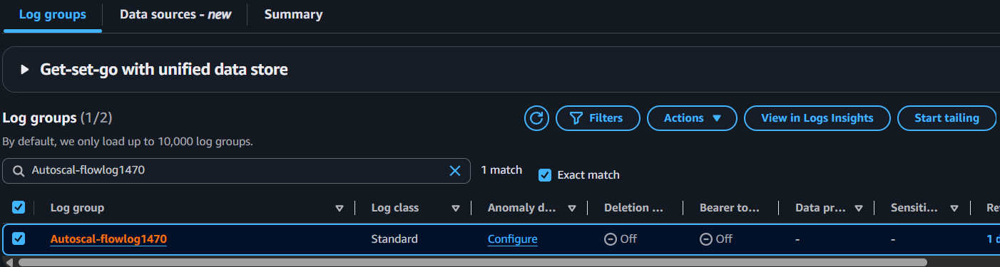 Log groups Data sources - new Summary
Get-set-go with unified data store
Log groups (1/2) Filters Actions View in Logs Insights Start tailing
By default, we only load up to 10,000 log groups.
Autoscal-flowlog1470 1 match Exact match
Log group Log class Anomaly d... Deletion ... Bearer to... Data pr... Sensiti...
Autoscal-flowlog1470 Standard Configure Off Off - - 1